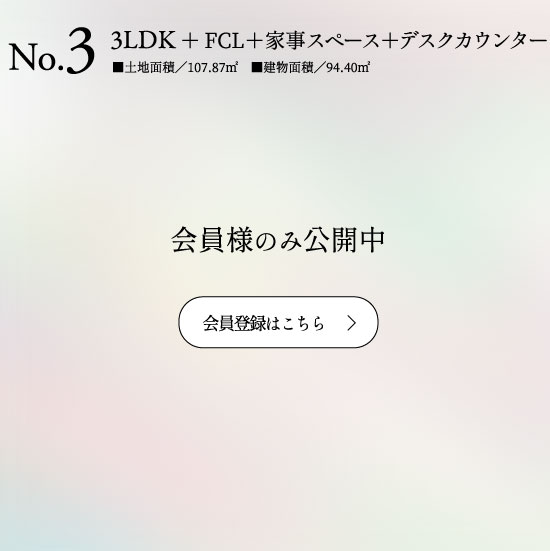 No.3 3LDK＋FCL＋家事スペース＋デスクカウンター
■土地面積／107.87㎡ ■建物面積／94.40㎡
会員様のみ公開中
会員登録はこちら